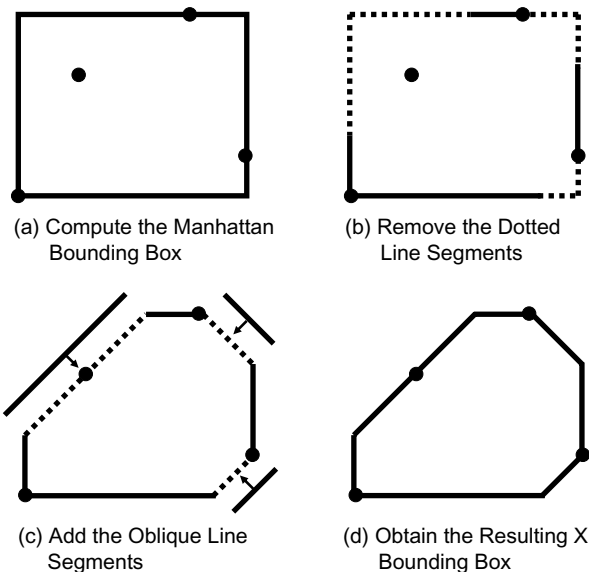 (a) Compute the Manhattan
Bounding Box
(b) Remove the Dotted
Line Segments
(c) Add the Oblique Line
Segments
(d) Obtain the Resulting X
Bounding Box